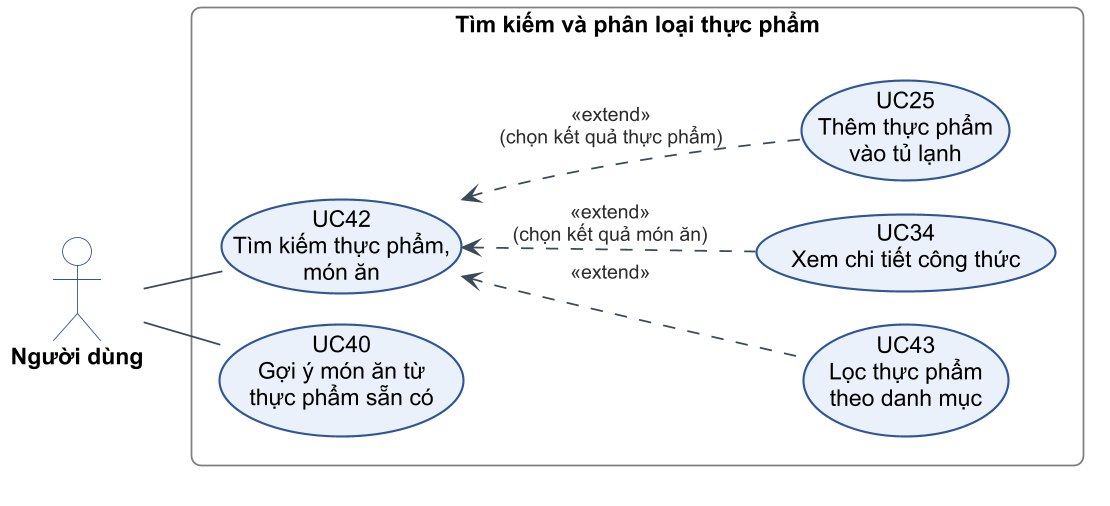 Tìm kiếm và phân loại thực phẩm
UC25
Thêm thực phẩm
vào tủ lạnh
«extend»
(chọn kết quả thực phẩm)
UC42
Tìm kiếm thực phẩm,
món ăn
«extend»
(chọn kết quả món ăn)
UC34
Xem chi tiết công thức
«extend»
Người dùng
UC40
Gợi ý món ăn từ
thực phẩm sẵn có
UC43
Lọc thực phẩm
theo danh mục